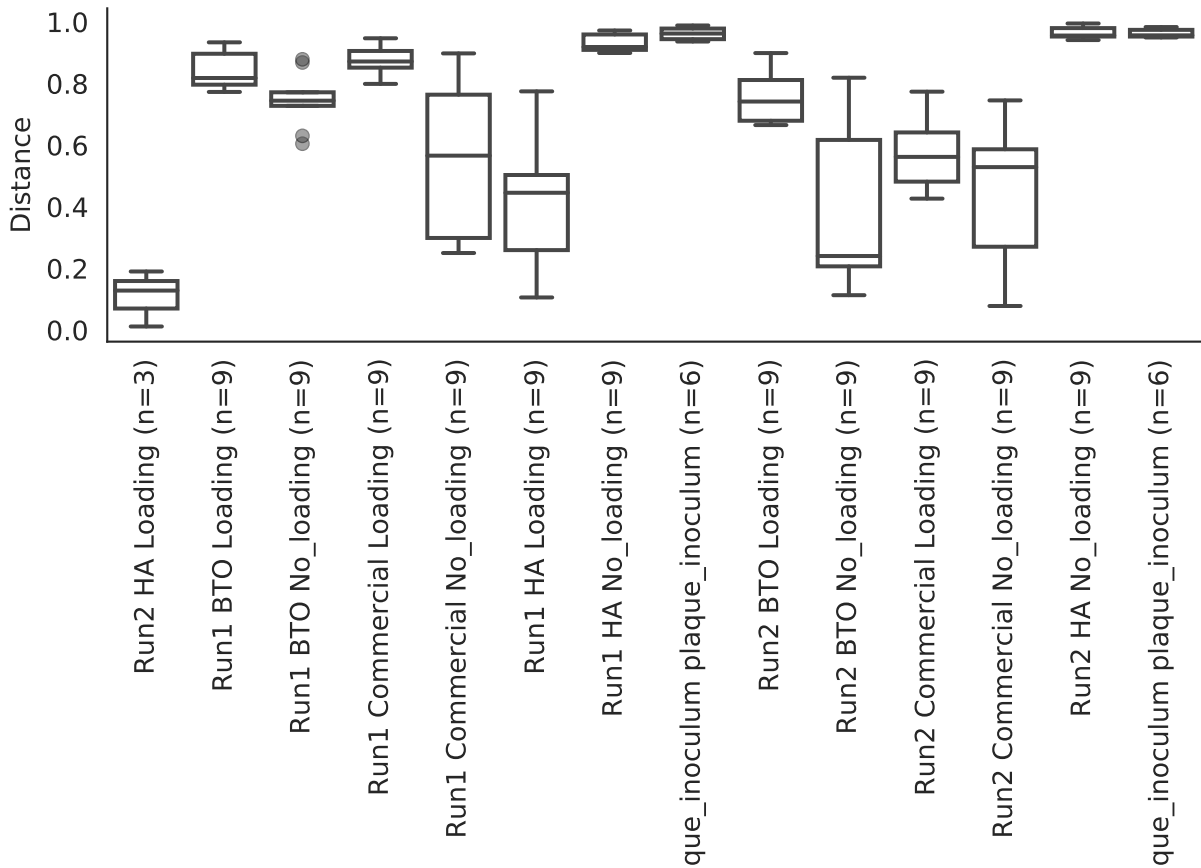 1.0
0.8
0.6
0.4
0.2
0.0
Distance
Run2 HA Loading (n=3)
Run1 BTO Loading (n=9)
Run1 BTO No_loading (n=9)
Run1 Commercial Loading (n=9)
Run1 Commercial No_loading (n=9)
Run1 HA Loading (n=9)
Run1 HA No_loading (n=9)
que_inoculum plaque_inoculum (n=6)
Run2 BTO Loading (n=9)
Run2 BTO No_loading (n=9)
Run2 Commercial Loading (n=9)
Run2 Commercial No_loading (n=9)
Run2 HA No_loading (n=9)
que_inoculum plaque_inoculum (n=6)